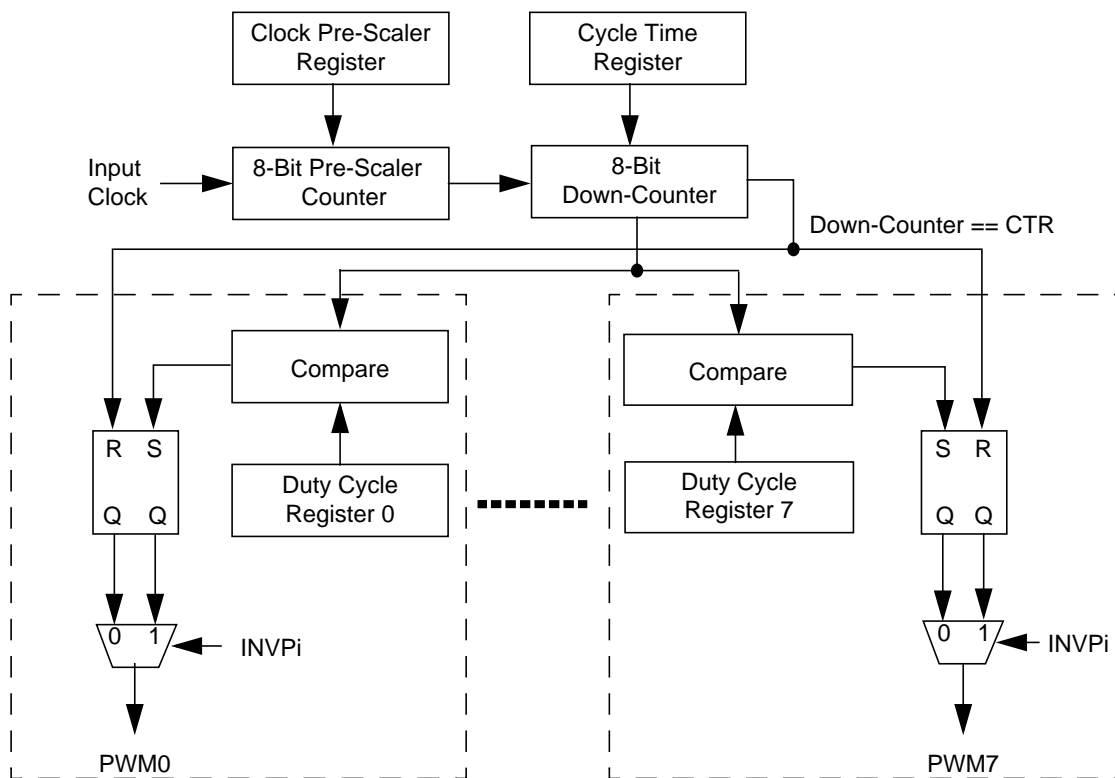 Clock Pre-Scaler
Register
Cycle Time
Register
Input
Clock
8-Bit Pre-Scaler
Counter
8-Bit
Down-Counter
Down-Counter == CTR
Compare
Compare
R S
Q Q
Duty Cycle
Register 0
Duty Cycle
Register 7
S R
Q Q
0 1
INVPi
0 1
INVPi
PWM0
PWM7